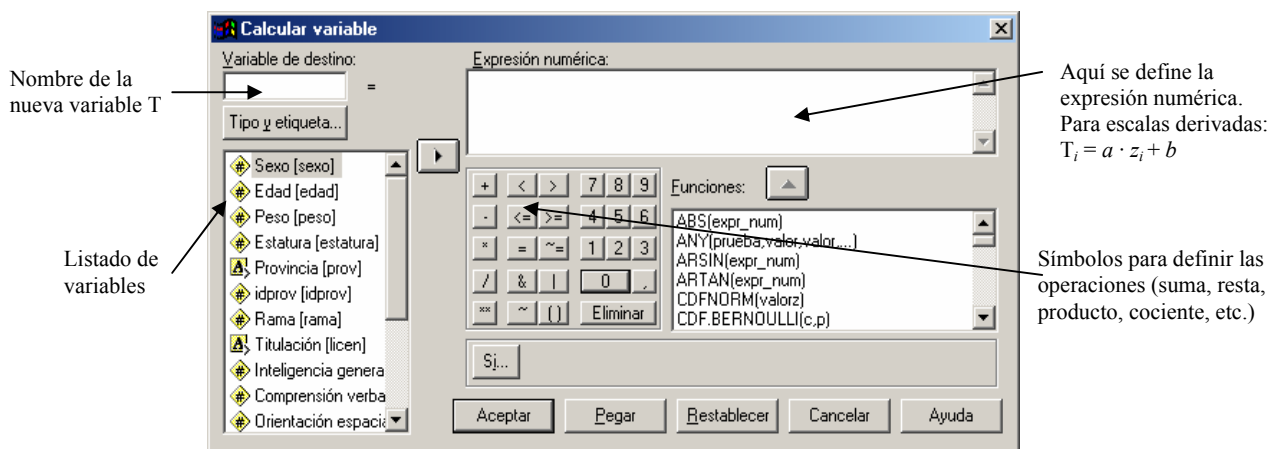 Calcular variable
Variable de destino:
=
Tipo y etiqueta...
Expresión numérica:
Nombre de la
nueva variable T
Aquí se define la
expresión numérica.
Para escalas derivadas:
Tᵢ = a · zᵢ + b
Sexo [sexo]
Edad [edad]
Peso [peso]
Estatura [estatura]
Provincia [prov]
idprov [idprov]
Rama [rama]
Titulación [licen]
Inteligencia genera
Comprensión verba
Orientación espacia
Listado de
variables
+ < > 7 8 9
- <= >= 4 5 6
* = ~= 1 2 3
/ & | 0 ,
** ~ () Eliminar
Funciones:
ABS(expr_num)
ANY(prueba,valor,valor,...)
ARSIN(expr_num)
ARTAN(expr_num)
CDFNORM(valorz)
CDF.BERNOULLI(c,p)
Símbolos para definir las
operaciones (suma, resta,
producto, cociente, etc.)
Si...
Aceptar Pegar Restablecer Cancelar Ayuda